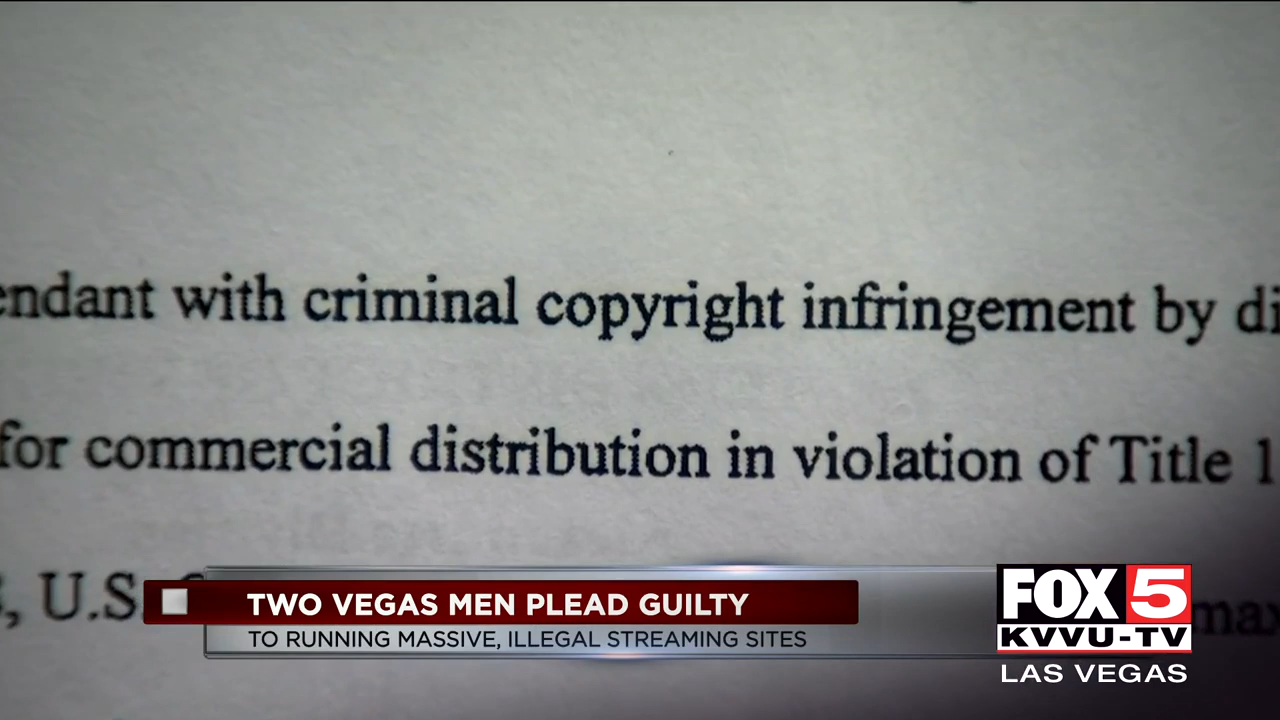 endant with criminal copyright infringement by di
for commercial distribution in violation of Title 1
, U.S.
TWO VEGAS MEN PLEAD GUILTY
TO RUNNING MASSIVE, ILLEGAL STREAMING SITES
FOX 5
KVVU-TV
LAS VEGAS